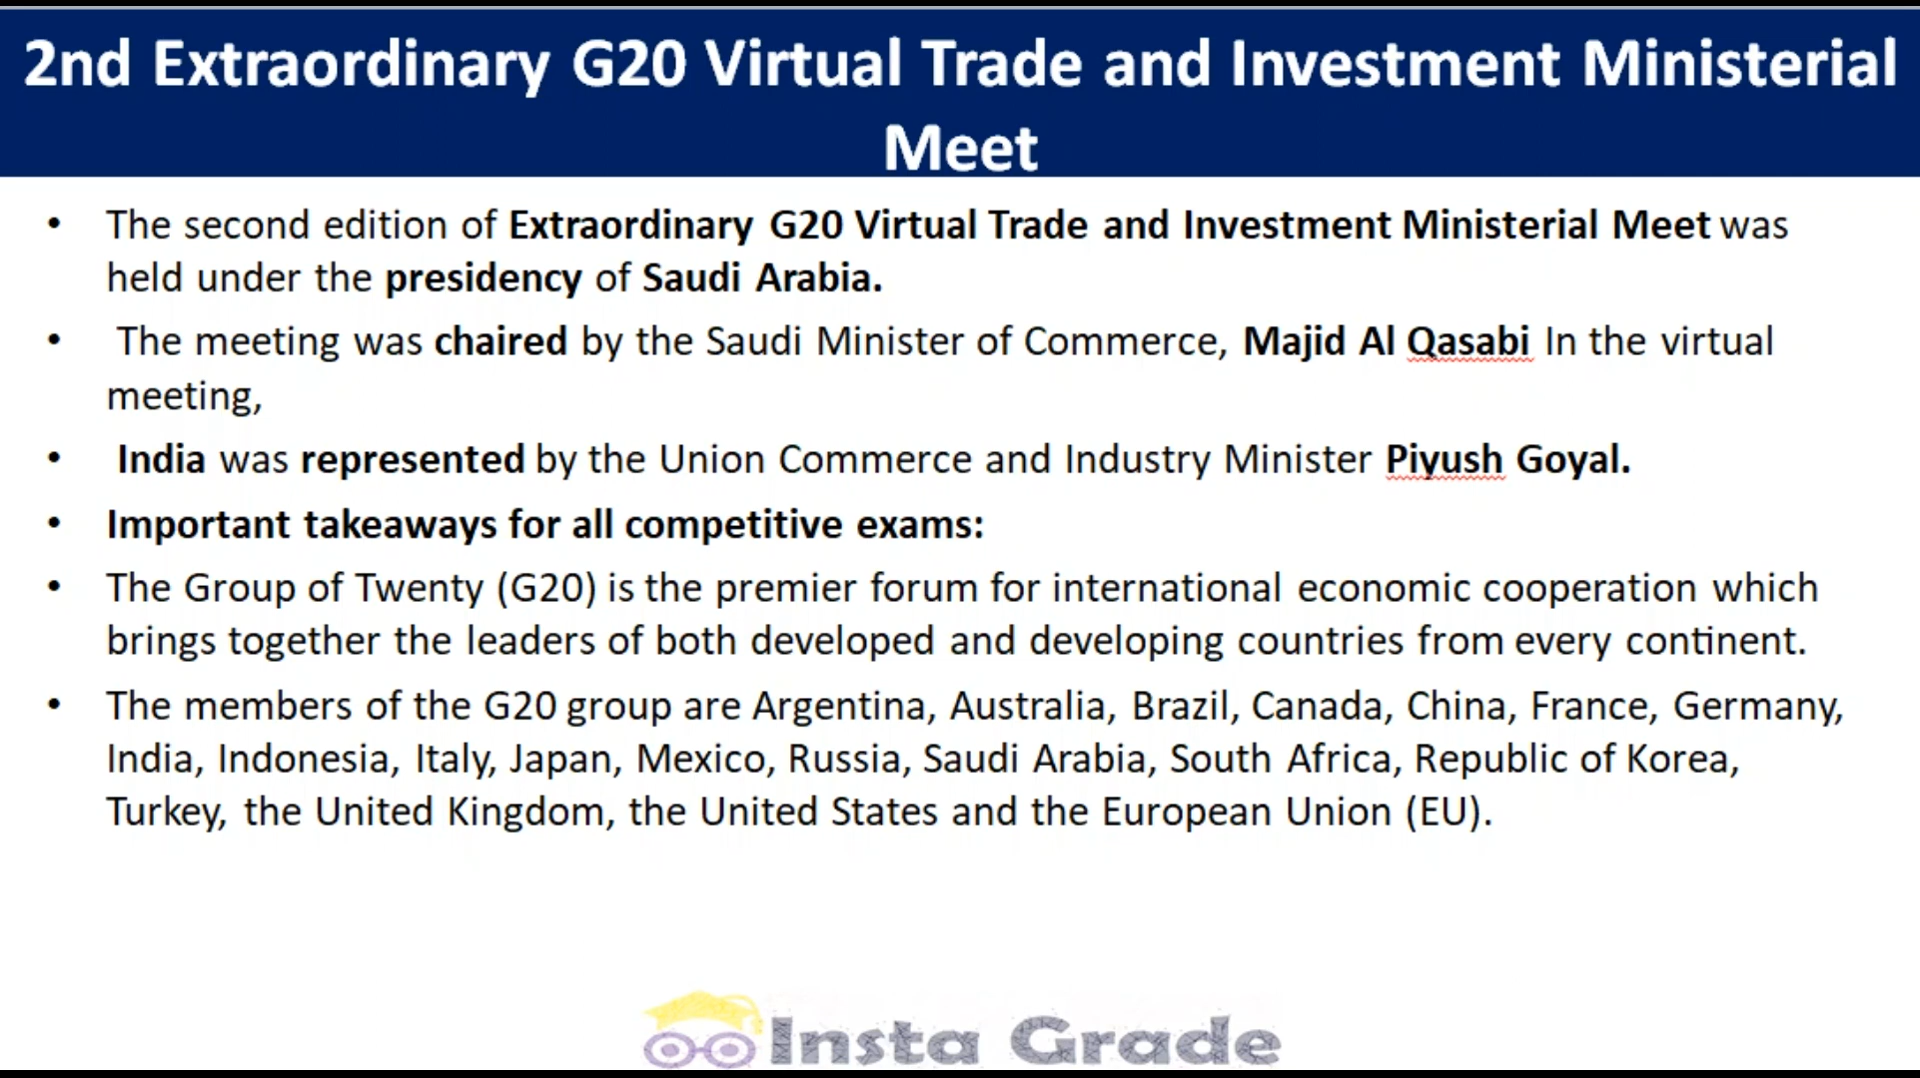 2nd Extraordinary G20 Virtual Trade and Investment Ministerial
Meet
• The second edition of Extraordinary G20 Virtual Trade and Investment Ministerial Meet was
held under the presidency of Saudi Arabia.
• The meeting was chaired by the Saudi Minister of Commerce, Majid Al Qasabi In the virtual
meeting,
• India was represented by the Union Commerce and Industry Minister Piyush Goyal.
• Important takeaways for all competitive exams:
• The Group of Twenty (G20) is the premier forum for international economic cooperation which
brings together the leaders of both developed and developing countries from every continent.
• The members of the G20 group are Argentina, Australia, Brazil, Canada, China, France, Germany,
India, Indonesia, Italy, Japan, Mexico, Russia, Saudi Arabia, South Africa, Republic of Korea,
Turkey, the United Kingdom, the United States and the European Union (EU).
Insta Grade